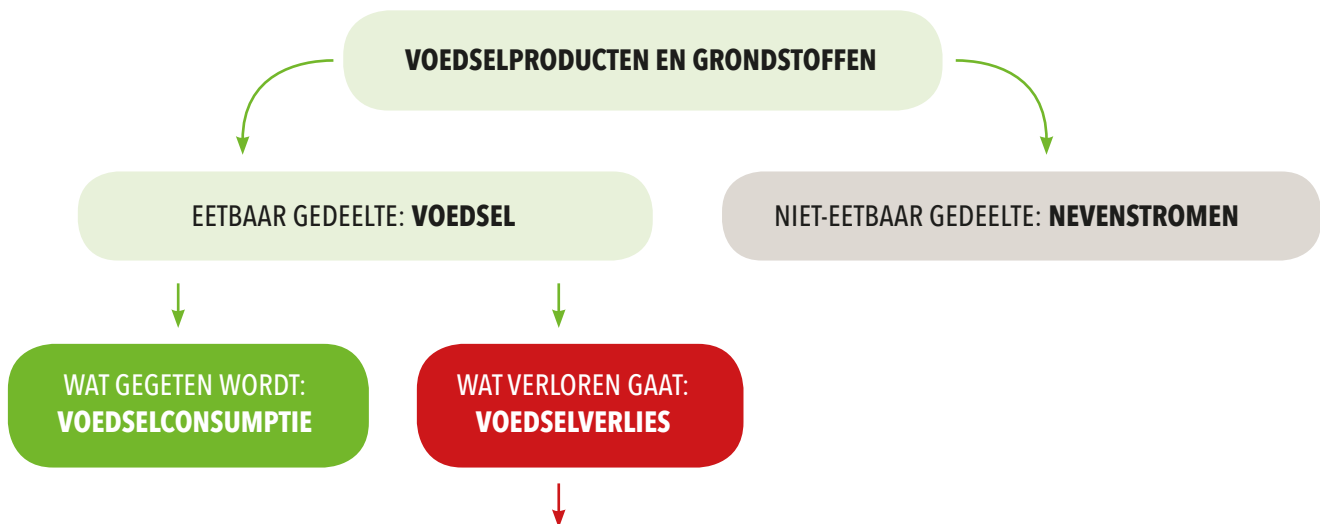 VOEDSELPRODUCTEN EN GRONDSTOFFEN
EETBAAR GEDEELTE: VOEDSEL
NIET-EETBAAR GEDEELTE: NEVENSTROMEN
WAT GEGETEN WORDT:
VOEDSELCONSUMPTIE
WAT VERLOREN GAAT:
VOEDSELVERLIES